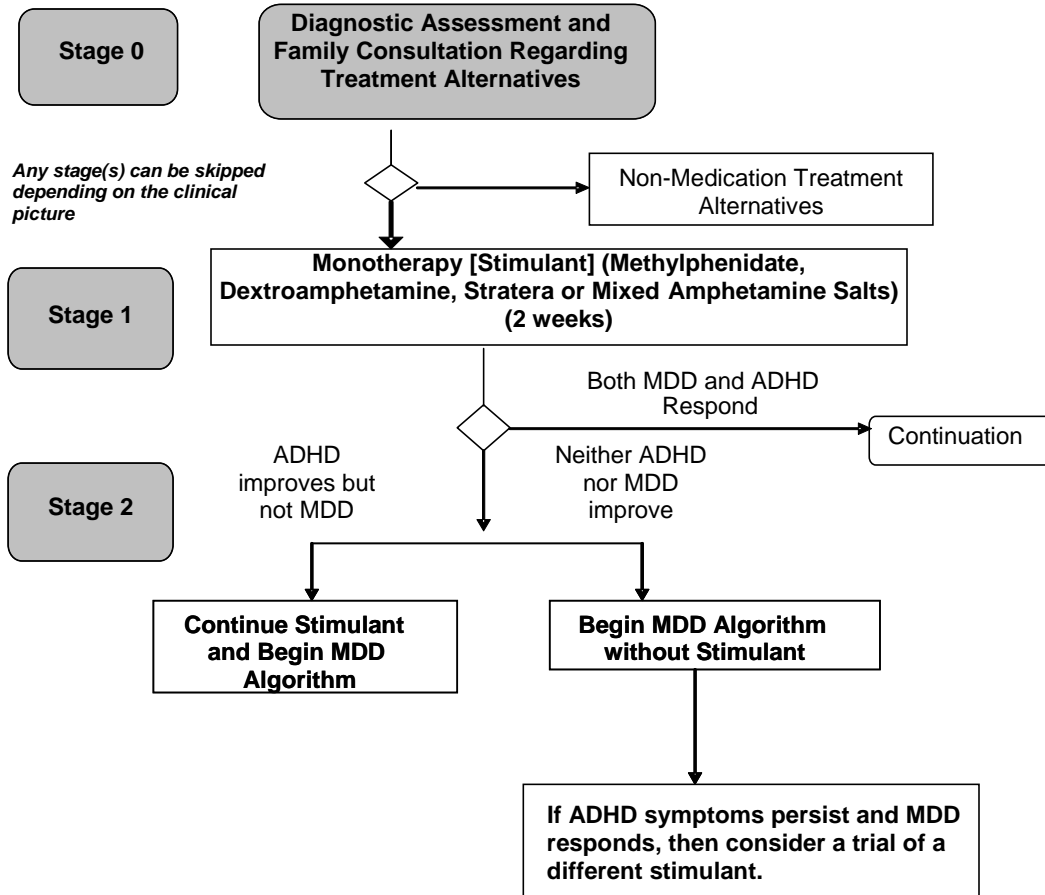 Stage 0
Diagnostic Assessment and
Family Consultation Regarding
Treatment Alternatives
Any stage(s) can be skipped
depending on the clinical
picture
Non-Medication Treatment
Alternatives
Stage 1
Monotherapy [Stimulant] (Methylphenidate,
Dextroamphetamine, Stratera or Mixed Amphetamine Salts)
(2 weeks)
Both MDD and ADHD
Respond
Continuation
Stage 2
ADHD
improves but
not MDD
Neither ADHD
nor MDD
improve
Continue Stimulant
and Begin MDD
Algorithm
Begin MDD Algorithm
without Stimulant
If ADHD symptoms persist and MDD
responds, then consider a trial of a
different stimulant.